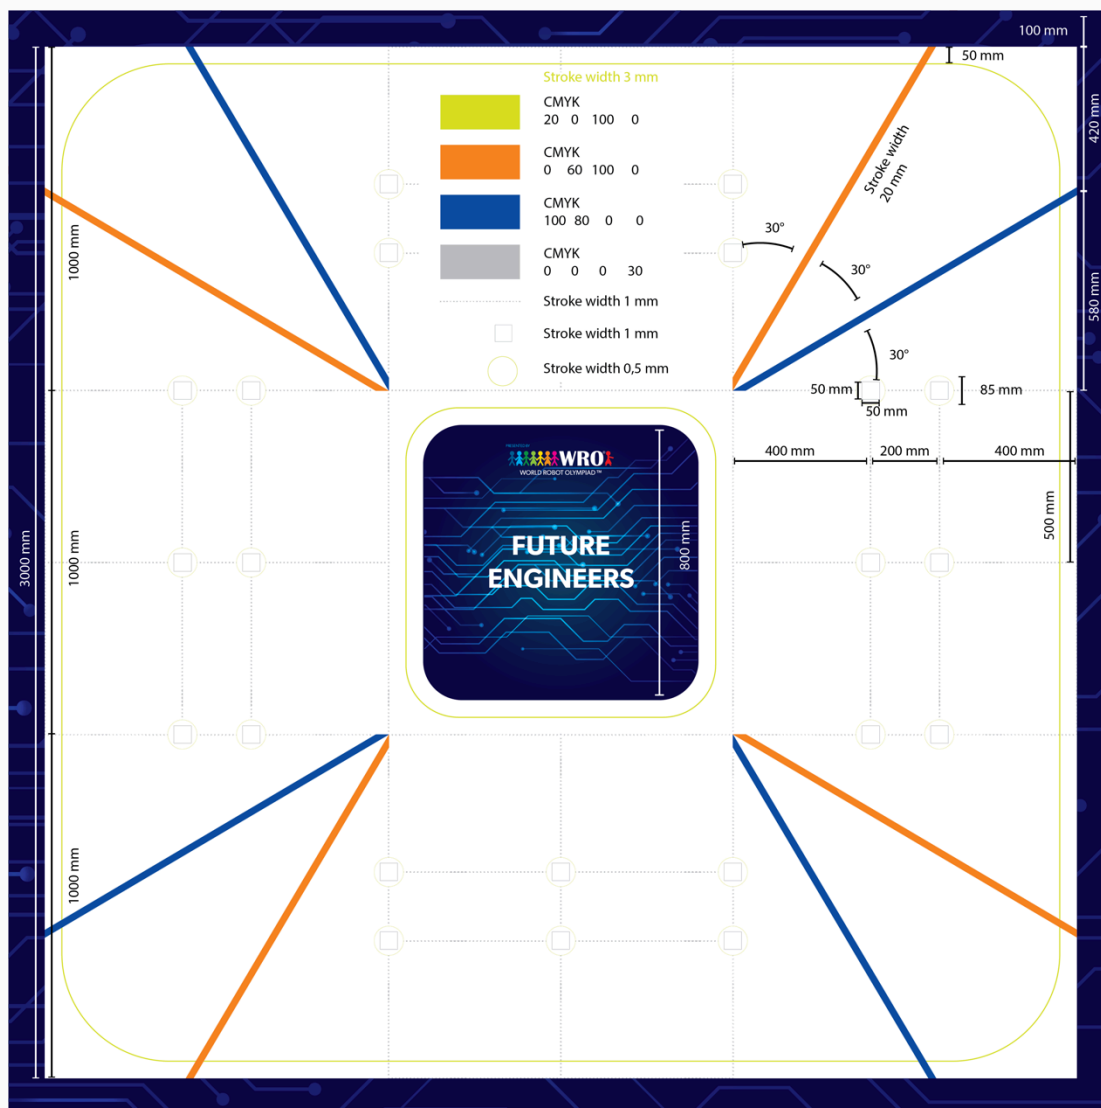 100 mm
50 mm
Stroke width 3 mm
CMYK
20 0 100 0
CMYK
0 60 100 0
CMYK
100 80 0 0
CMYK
0 0 0 30
Stroke width 1 mm
Stroke width 1 mm
Stroke width 0,5 mm
Stroke width
20 mm
420 mm
580 mm
30°
30°
30°
1000 mm
50 mm
50 mm
85 mm
400 mm
200 mm
400 mm
500 mm
PRESENTED IN
WRO
WORLD ROBOT OLYMPIAD™
FUTURE
ENGINEERS
800 mm
3000 mm
1000 mm
1000 mm